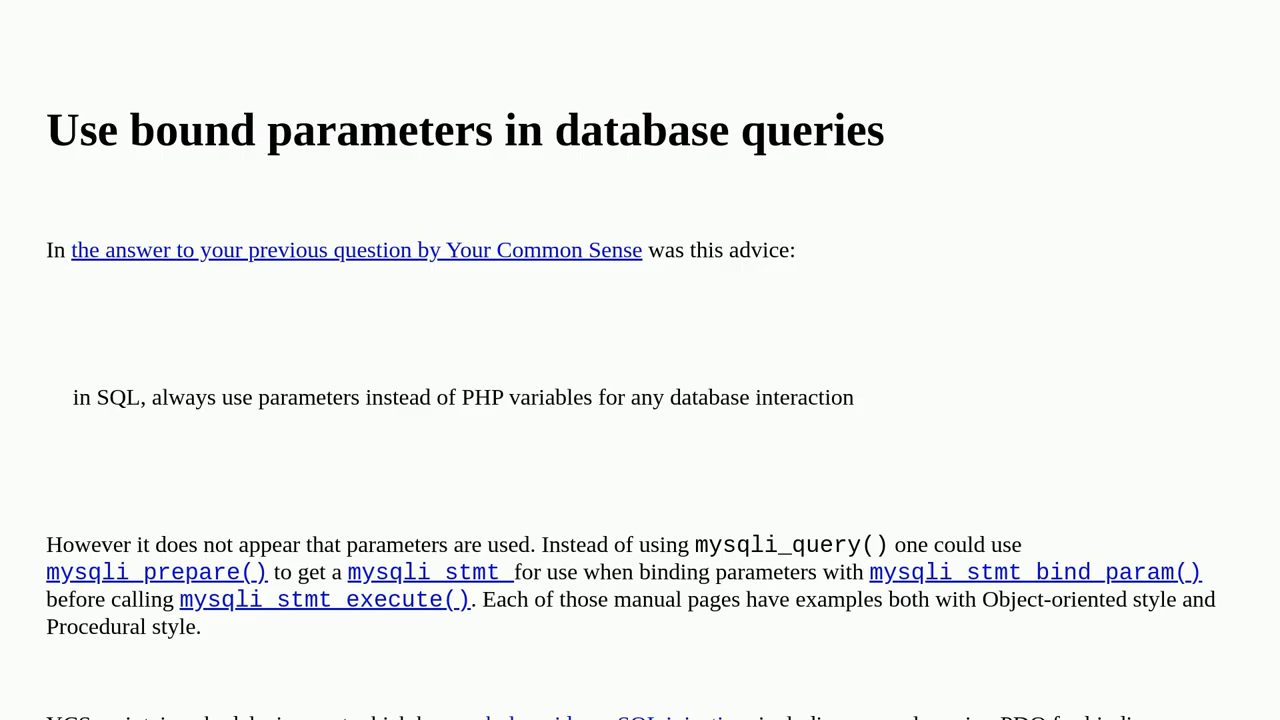 Use bound parameters in database queries
In the answer to your previous question by Your Common Sense was this advice:
in SQL, always use parameters instead of PHP variables for any database interaction
However it does not appear that parameters are used. Instead of using mysqli_query() one could use
mysqli_prepare() to get a mysqli_stmt for use when binding parameters with mysqli_stmt_bind_param()
before calling mysqli_stmt_execute(). Each of those manual pages have examples both with Object-oriented style and
Procedural style.